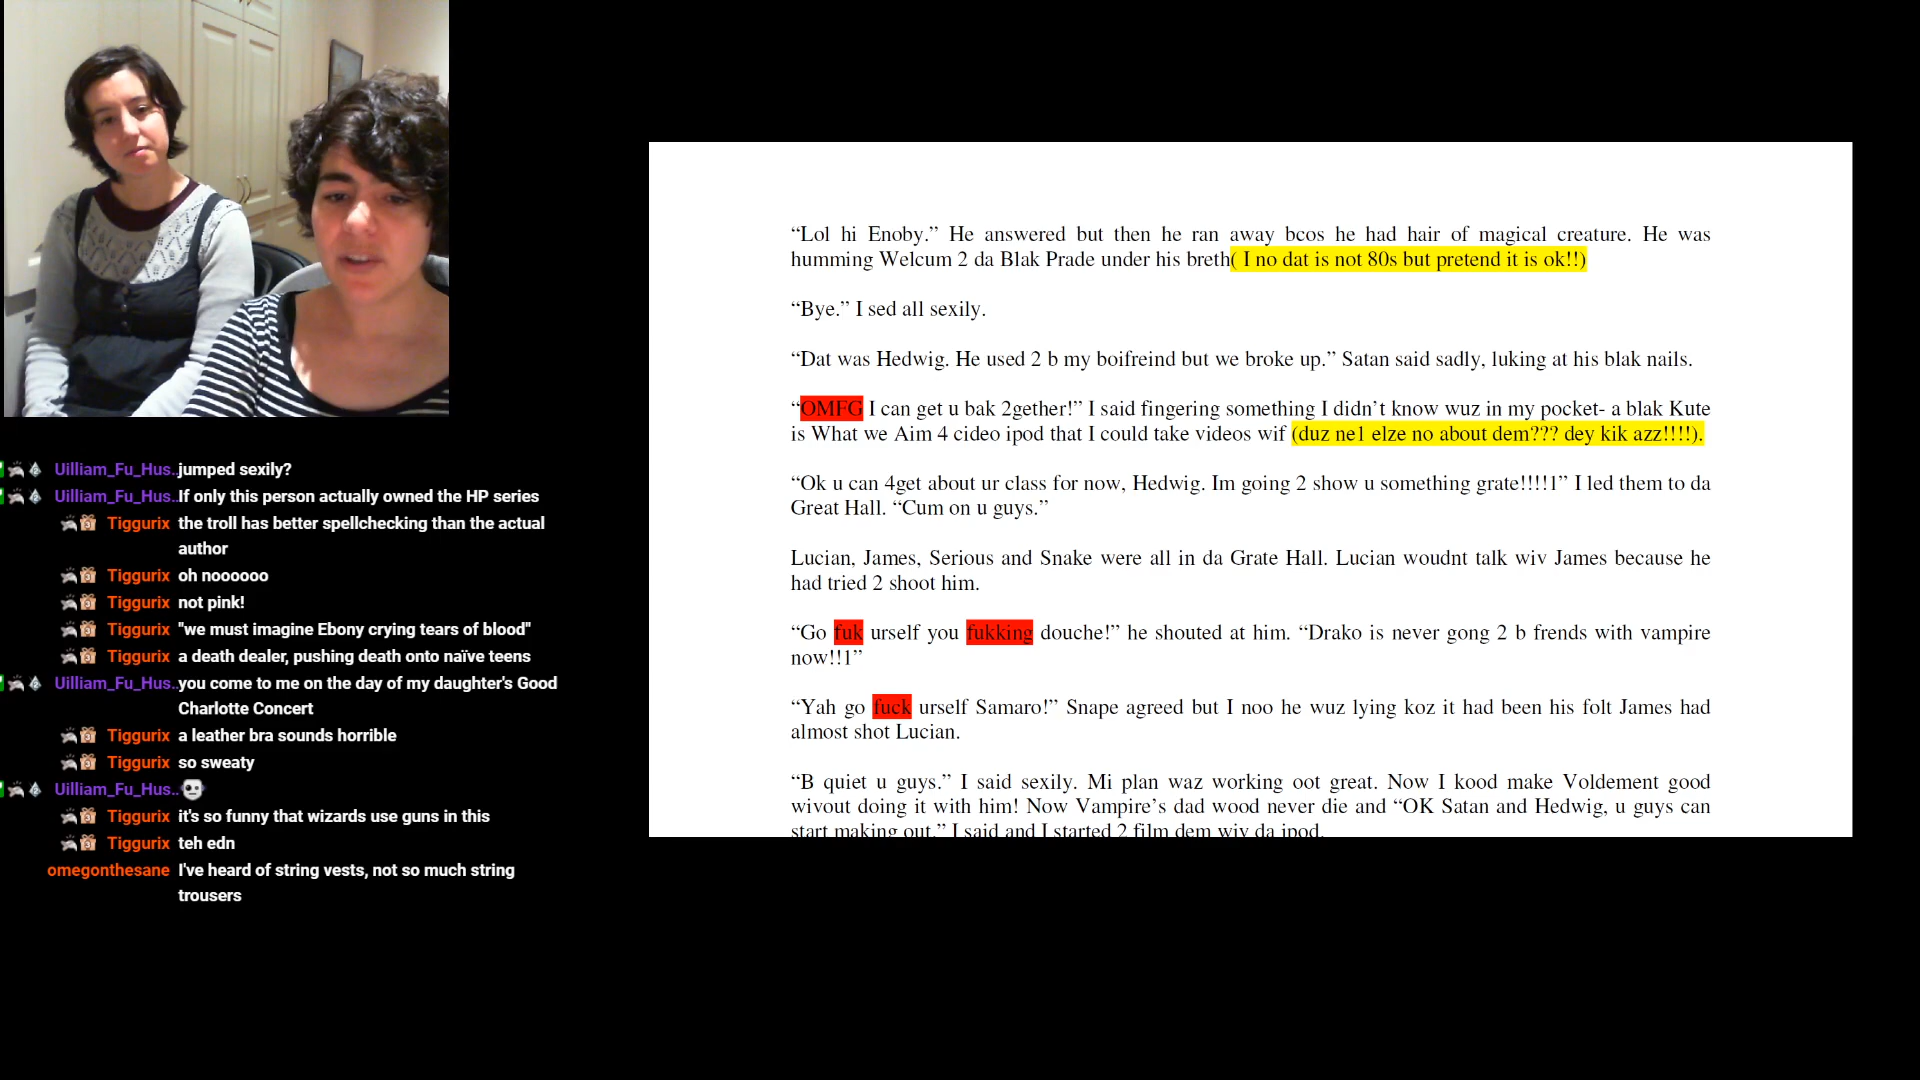 Uilliam_Fu_Hus.. jumped sexily?
Uilliam_Fu_Hus.. If only this person actually owned the HP series
Tiggurix the troll has better spellchecking than the actual
author
Tiggurix oh noooooo
Tiggurix not pink!
Tiggurix "we must imagine Ebony crying tears of blood"
Tiggurix a death dealer, pushing death onto naïve teens
Uilliam_Fu_Hus.. you come to me on the day of my daughter's Good
Charlotte Concert
Tiggurix a leather bra sounds horrible
Tiggurix so sweaty
Uilliam_Fu_Hus..
Tiggurix it's so funny that wizards use guns in this
Tiggurix teh edn
omegonthesane I've heard of string vests, not so much string
trousers
“Lol hi Enoby.” He answered but then he ran away bcos he had hair of magical creature. He was
humming Welcum 2 da Blak Prade under his breth( I no dat is not 80s but pretend it is ok!!)
“Bye.” I sed all sexily.
“Dat was Hedwig. He used 2 b my boifreind but we broke up.” Satan said sadly, luking at his blak nails.
“OMFG I can get u bak 2gether!” I said fingering something I didn’t know wuz in my pocket- a blak Kute
is What we Aim 4 cideo ipod that I could take videos wif (duz ne1 elze no about dem??? dey kik azz!!!!).
“Ok u can 4get about ur class for now, Hedwig. Im going 2 show u something grate!!!!1” I led them to da
Great Hall. “Cum on u guys.”
Lucian, James, Serious and Snake were all in da Grate Hall. Lucian woudnt talk wiv James because he
had tried 2 shoot him.
“Go fuk urself you fukking douche!” he shouted at him. “Drako is never gong 2 b frends with vampire
now!!1”
“Yah go fuck urself Samaro!” Snape agreed but I noo he wuz lying koz it had been his folt James had
almost shot Lucian.
“B quiet u guys.” I said sexily. Mi plan waz working oot great. Now I kood make Voldement good
wivout doing it with him! Now Vampire’s dad wood never die and “OK Satan and Hedwig, u guys can
start making out.” I said and I started 2 film dem wiv da ipod.